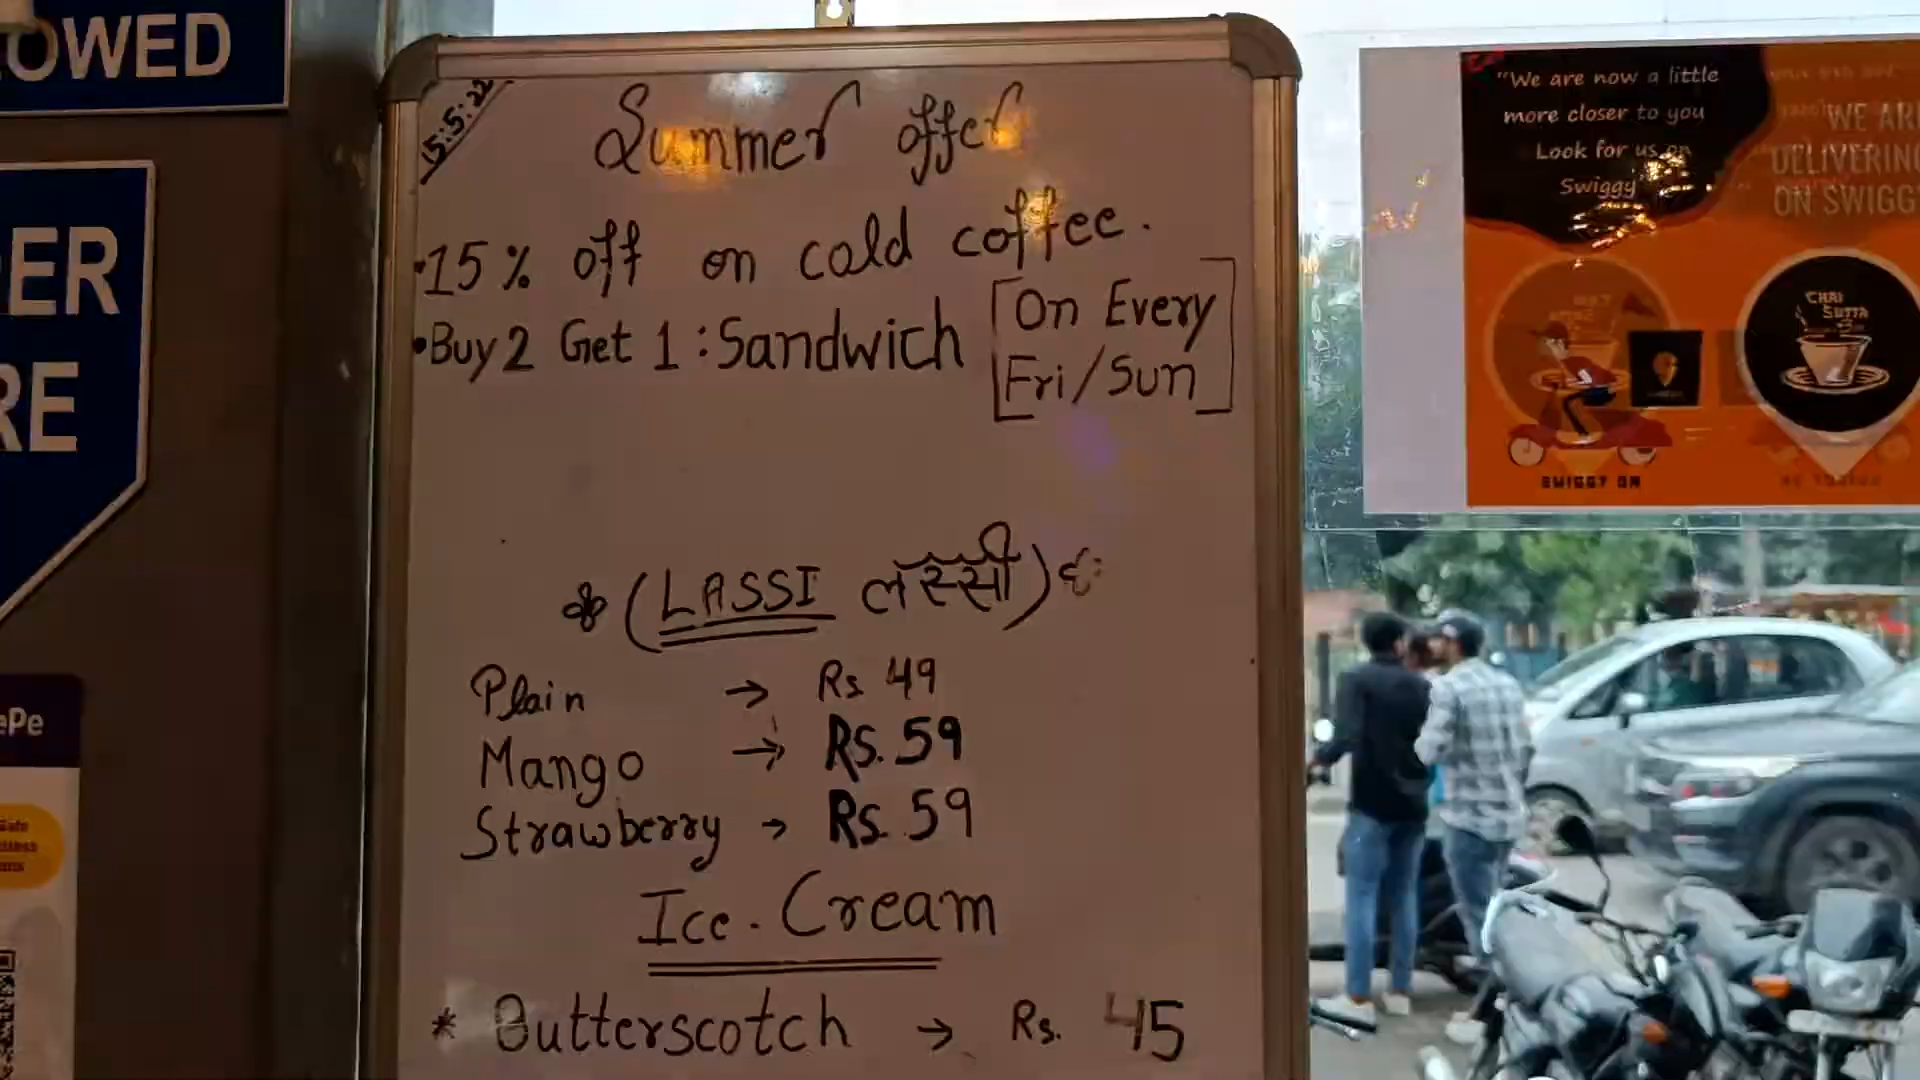 OWED
ER
RE
ePe
15:5:22
Summer offer
•15% off on cold coffee.
•Buy 2 Get 1 : Sandwich [On Every
Fri/Sun]
(LASSI लस्सी)
Plain → Rs 49
Mango → Rs. 59
Strawberry → Rs. 59
Ice-Cream
* Butterscotch → Rs. 45
"We are now a little
more closer to you
Look for us on
Swiggy
WE ARE
DELIVERING
ON SWIGG
CHAI
SUTTA
SWIGGY ON